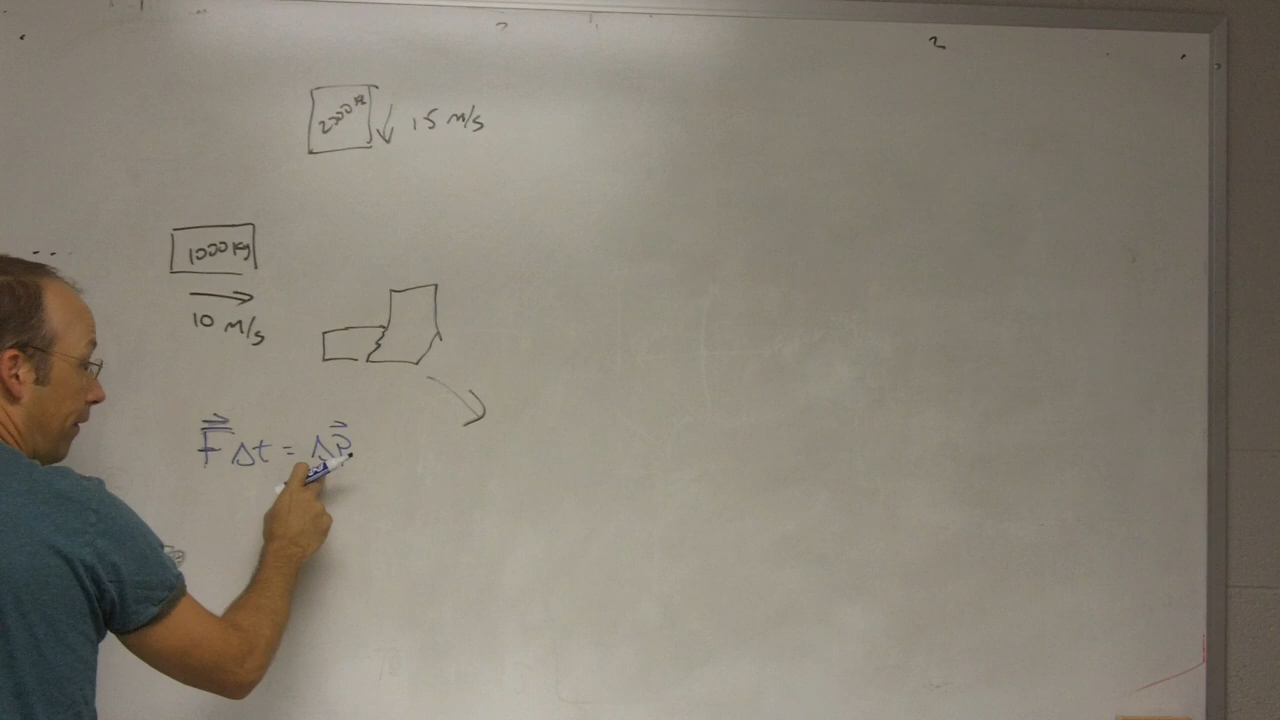 2000 Kg
15 m/s
1000 Kg
10 m/s
F⃗ Δt = Δp⃗